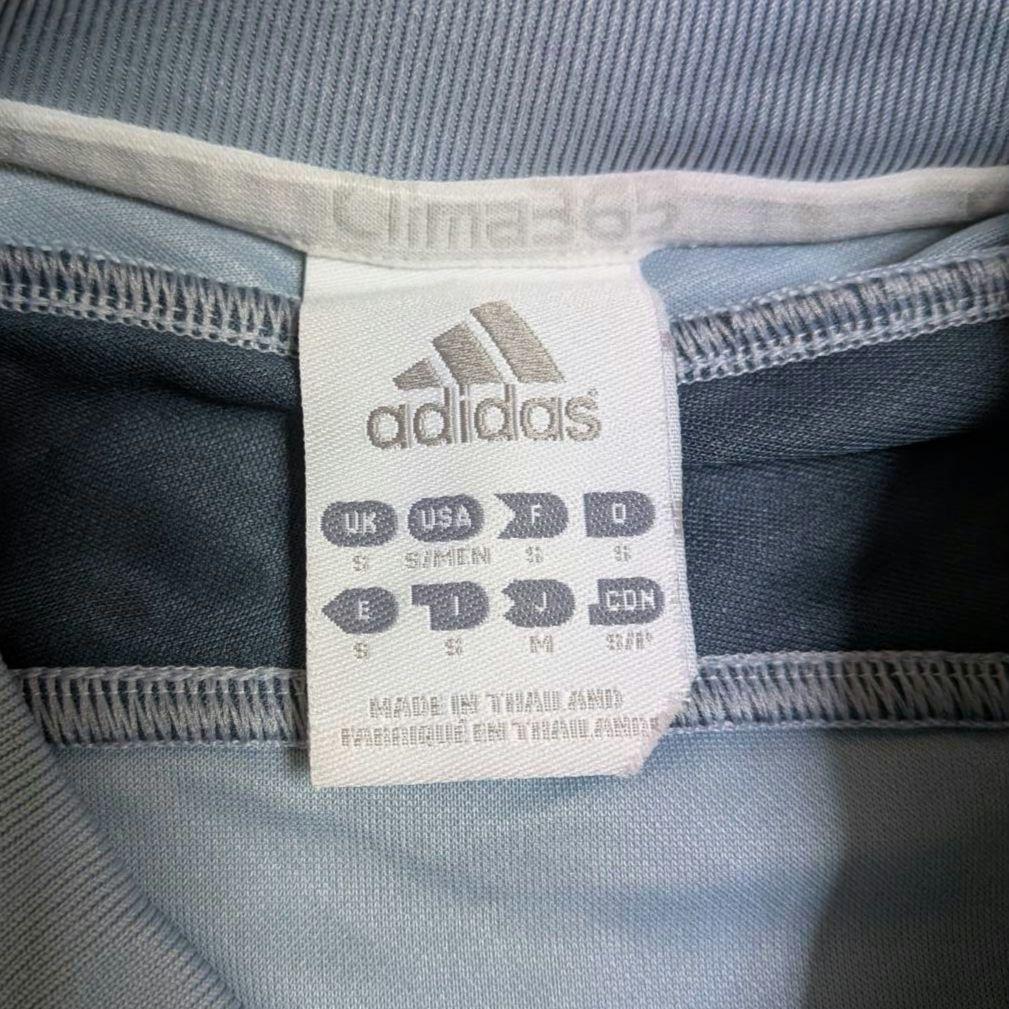 Clima365
adidas®
UK USA F D
S S/MEN S S
E I J CDN
S S M S/P
MADE IN THAILAND
FABRIQUÉ EN THAILANDE